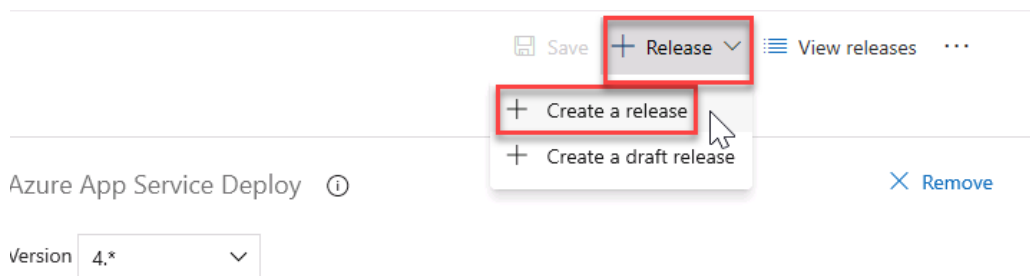 Save
Release
View releases
...
Create a release
Create a draft release
Azure App Service Deploy
Remove
Version 4.*